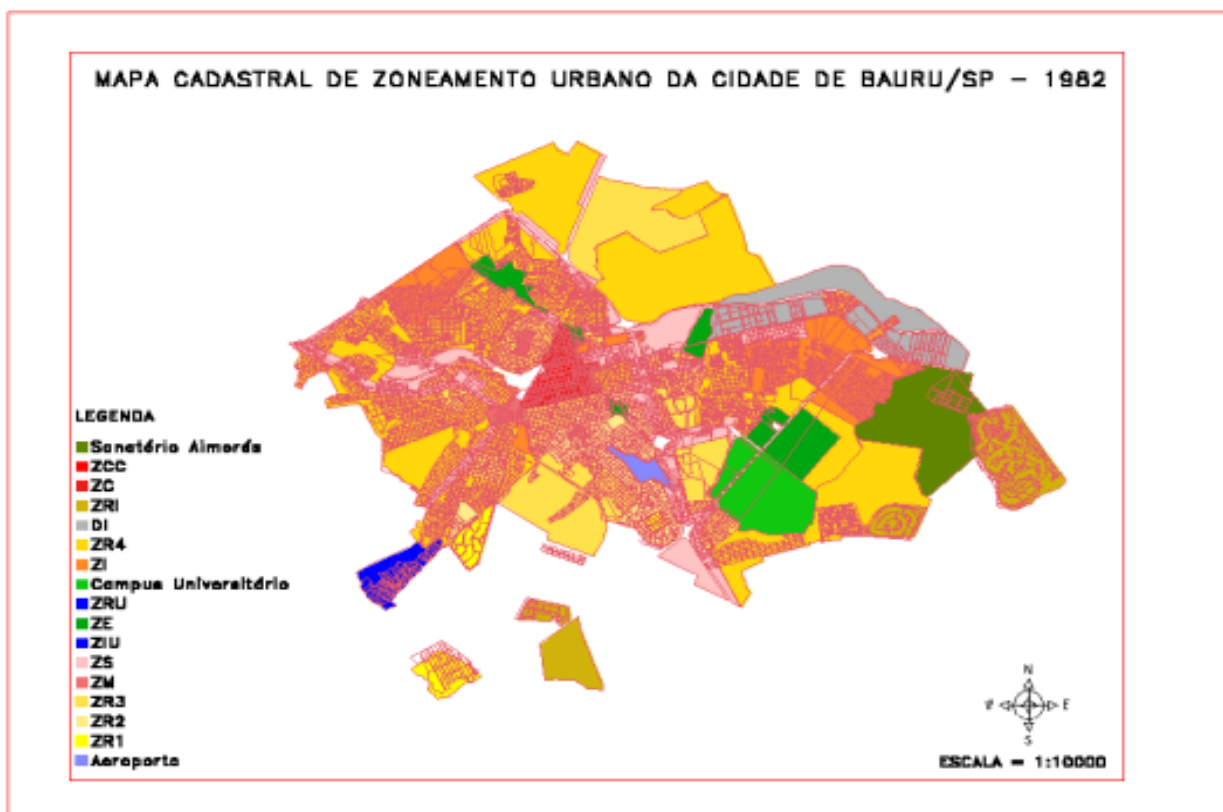 MAPA CADASTRAL DE ZONEAMENTO URBANO DA CIDADE DE BAURU/SP - 1982
LEGENDA
Sanatório Aimorés
ZCC
ZC
ZRI
DI
ZR4
ZI
Campus Universitário
ZRU
ZE
ZIU
ZS
ZM
ZR3
ZR2
ZR1
Aeroporto
N
W E
S
ESCALA = 1:10000